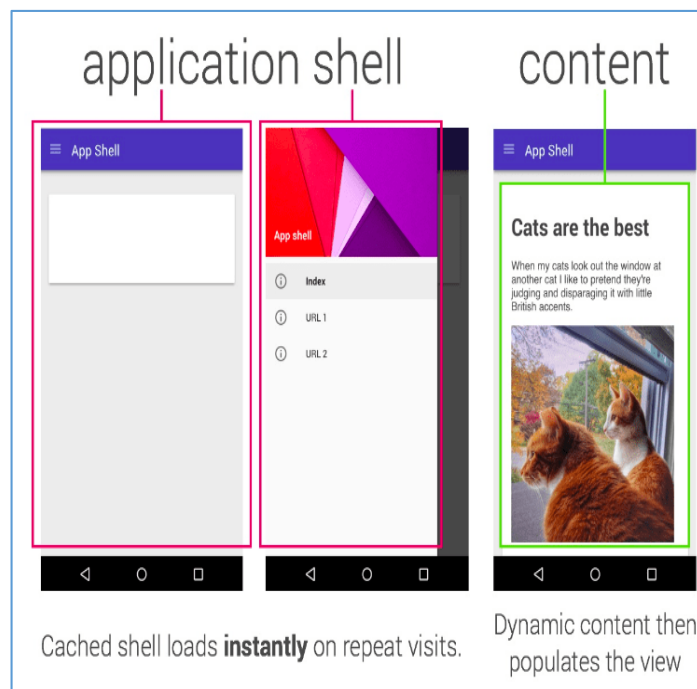 application shell
content
App Shell
App shell
Index
URL 1
URL 2
App Shell
Cats are the best
When my cats look out the window at
another cat I like to pretend they're
judging and disparaging it with little
British accents.
Cached shell loads instantly on repeat visits.
Dynamic content then
populates the view